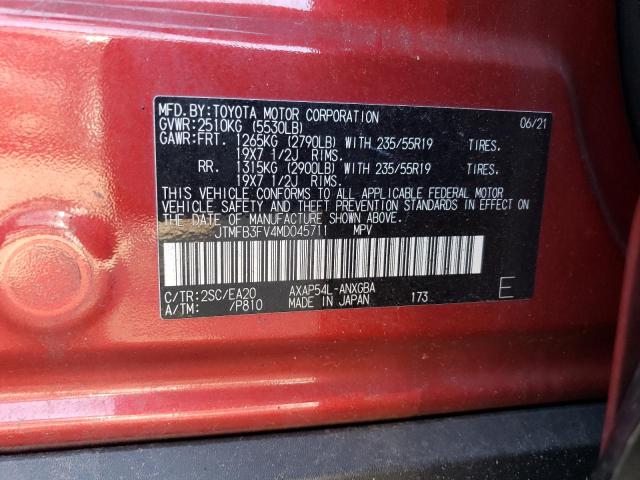 MFD. BY: TOYOTA MOTOR CORPORATION 06/21
GVWR: 2510KG (5530LB)
GAWR: FRT. 1265KG (2790LB) WITH 235/55R19 TIRES.
19X7 1/2J RIMS.
RR. 1315KG (2900LB) WITH 235/55R19 TIRES.
19X7 1/2J RIMS.
THIS VEHICLE CONFORMS TO ALL APPLICABLE FEDERAL MOTOR
VEHICLE SAFETY AND THEFT PREVENTION STANDARDS IN EFFECT ON
THE DATE OF MANUFACTURE SHOWN ABOVE.
JTMFB3FV4MD045711 MPV
C/TR: 2SC/EA20 AXAP54L-ANXGBA
A/TM: /P810 MADE IN JAPAN 173 E